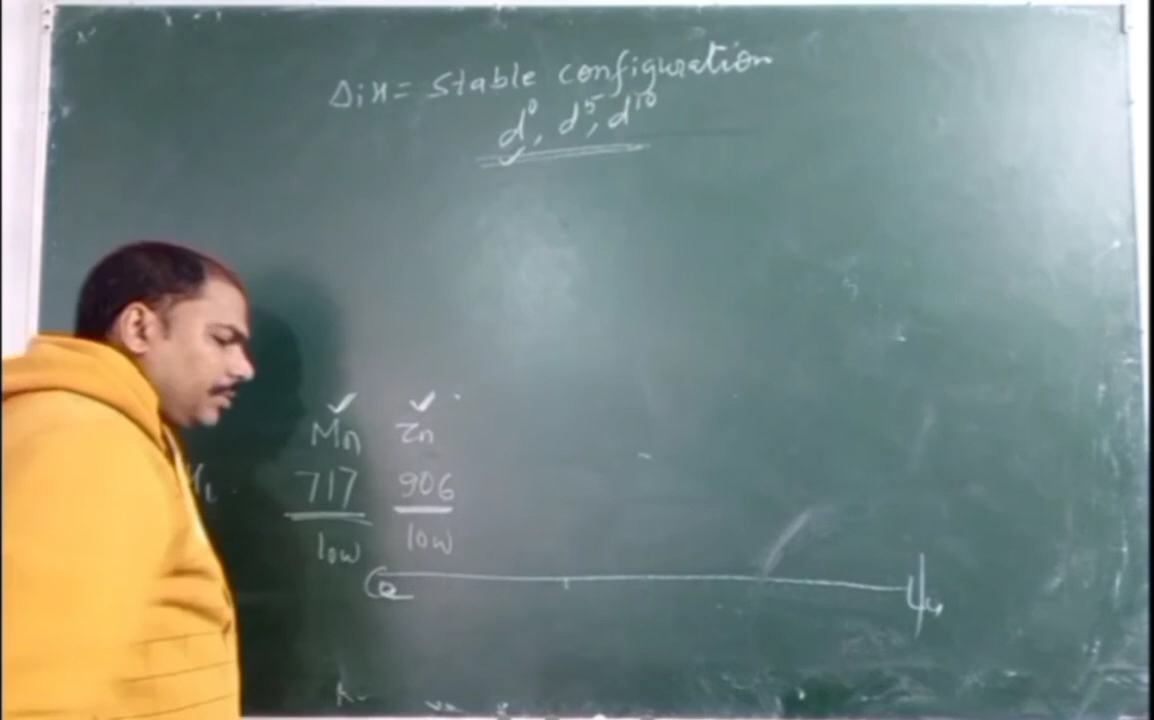 ΔiH = Stable configuration
d⁰, d⁵, d¹⁰
Mn Zn
717 906
low low